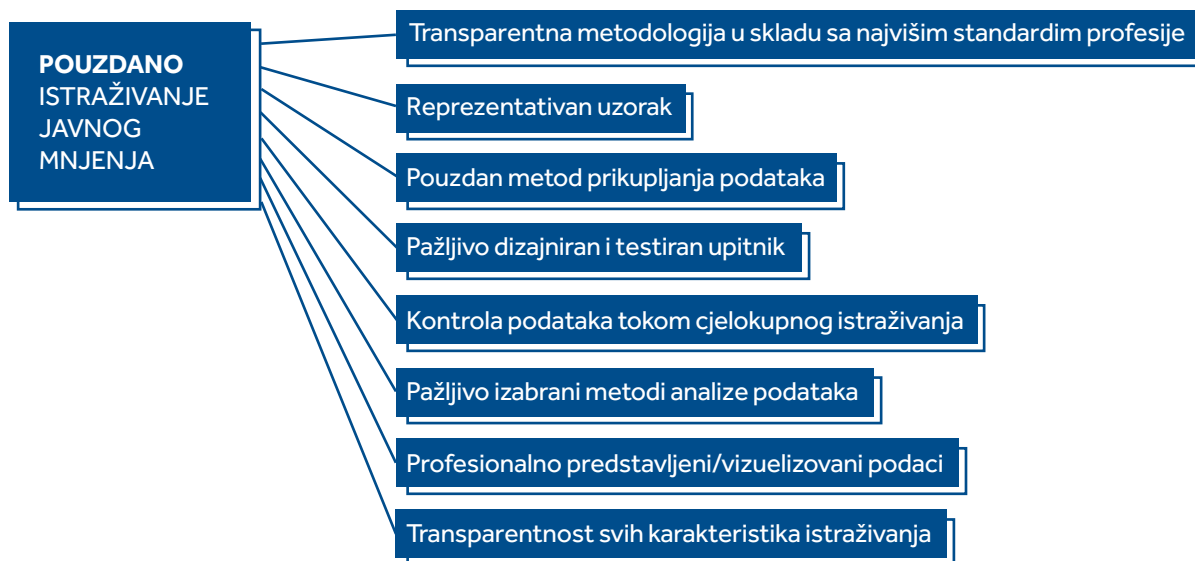 POUZDANO
ISTRAŽIVANJE
JAVNOG
MNJENJA
Transparentna metodologija u skladu sa najvišim standardim profesije
Reprezentativan uzorak
Pouzdan metod prikupljanja podataka
Pažljivo dizajniran i testiran upitnik
Kontrola podataka tokom cjelokupnog istraživanja
Pažljivo izabrani metodi analize podataka
Profesionalno predstavljeni/vizuelizovani podaci
Transparentnost svih karakteristika istraživanja